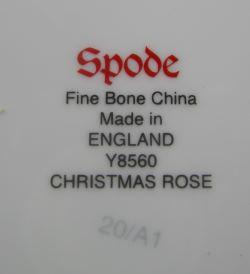 Spode
Fine Bone China
Made in
ENGLAND
Y8560
CHRISTMAS ROSE
20/A1